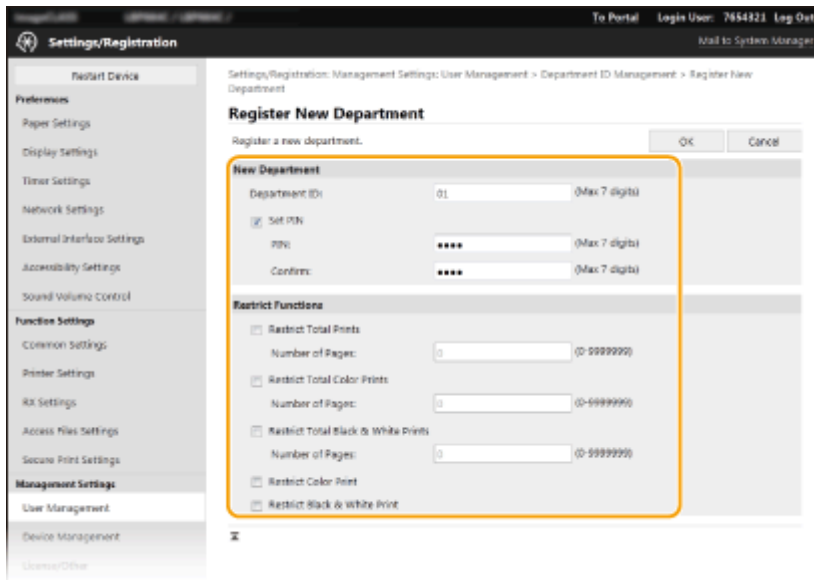 To Portal Login User: 7654321 Log Out
Settings/Registration
Mail to System Manager
Restart Device
Preferences
Paper Settings
Display Settings
Timer Settings
Network Settings
External Interface Settings
Accessibility Settings
Sound Volume Control
Function Settings
Common Settings
Printer Settings
RX Settings
Access Files Settings
Secure Print Settings
Management Settings
User Management
Device Management
License/Other
Settings/Registration: Management Settings: User Management > Department ID Management > Register New
Department
Register New Department
Register a new department.
OK Cancel
New Department
Department ID: 01 (Max 7 digits)
Set PIN
PIN: •••• (Max 7 digits)
Confirm: •••• (Max 7 digits)
Restrict Functions
Restrict Total Prints
Number of Pages: 0 (0-9999999)
Restrict Total Color Prints
Number of Pages: 0 (0-9999999)
Restrict Total Black & White Prints
Number of Pages: 0 (0-9999999)
Restrict Color Print
Restrict Black & White Print